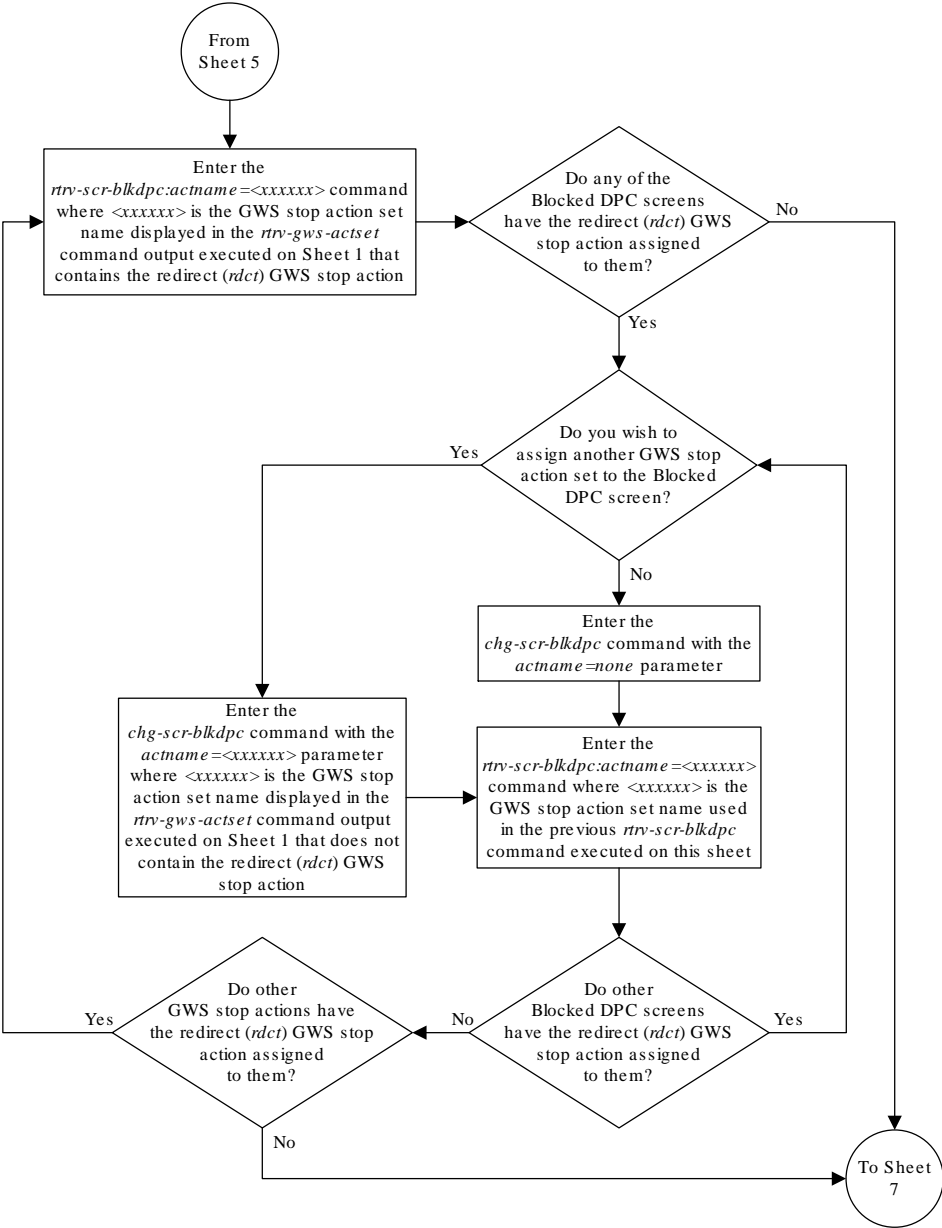 From
Sheet 5
Enter the
rtrv-scr-blkdpc:actname=<xxxxxx> command
where <xxxxxx> is the GWS stop action set
name displayed in the rtrv-gws-actset
command output executed on Sheet 1 that
contains the redirect (rdct) GWS stop action
Do any of the
Blocked DPC screens
have the redirect (rdct) GWS
stop action assigned
to them?
No
Yes
Do you wish to
assign another GWS stop
action set to the Blocked
DPC screen?
Yes
No
Enter the
chg-scr-blkdpc command with the
actname=none parameter
Enter the
chg-scr-blkdpc command with the
actname=<xxxxxx> parameter
where <xxxxxx> is the GWS stop
action set name displayed in the
rtrv-gws-actset command output
executed on Sheet 1 that does not
contain the redirect (rdct) GWS
stop action
Enter the
rtrv-scr-blkdpc:actname=<xxxxxx>
command where <xxxxxx> is the
GWS stop action set name used
in the previous rtrv-scr-blkdpc
command executed on this sheet
Do other
Blocked DPC screens
have the redirect (rdct) GWS
stop action assigned
to them?
Yes
No
Do other
GWS stop actions have
the redirect (rdct) GWS stop
action assigned
to them?
Yes
No
To Sheet
7